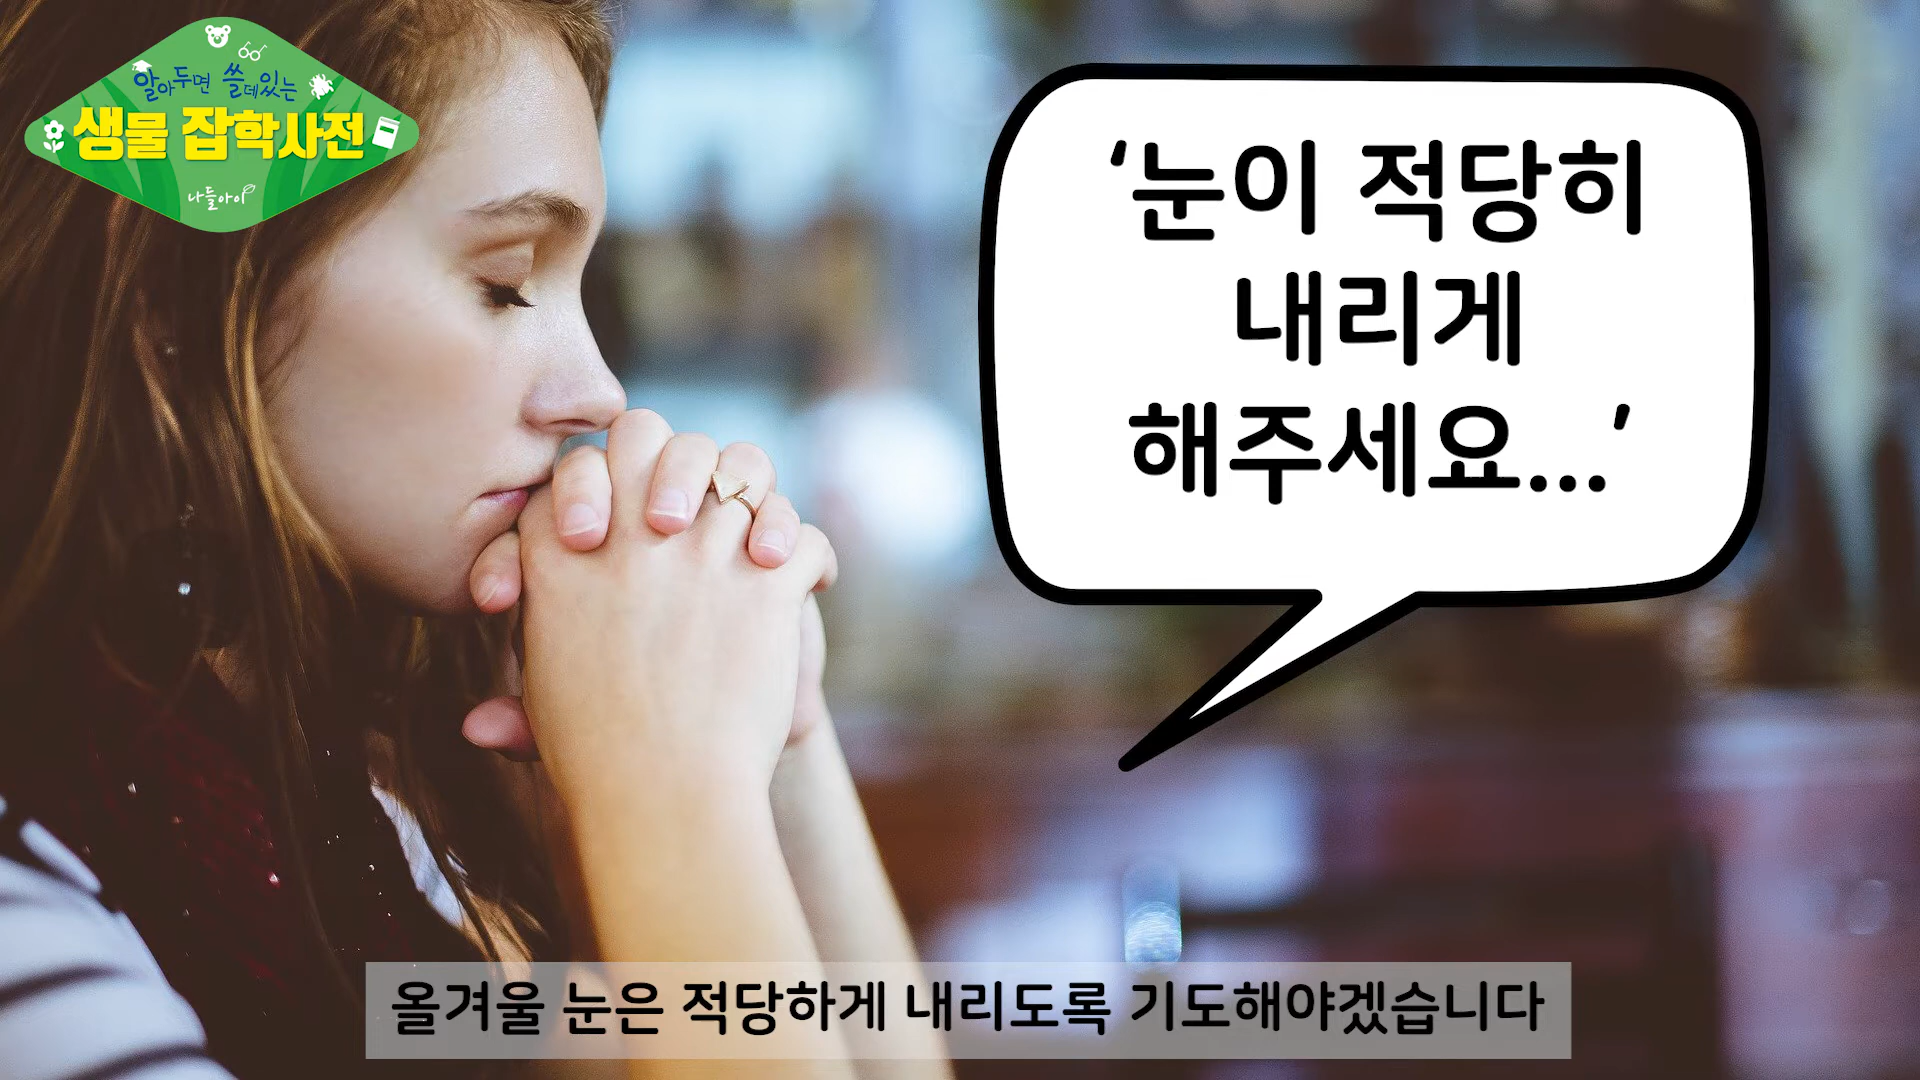 알아두면 쓸데있는
생물 잡학사전
나들아이
‘눈이 적당히
내리게
해주세요...’
올겨울 눈은 적당하게 내리도록 기도해야겠습니다